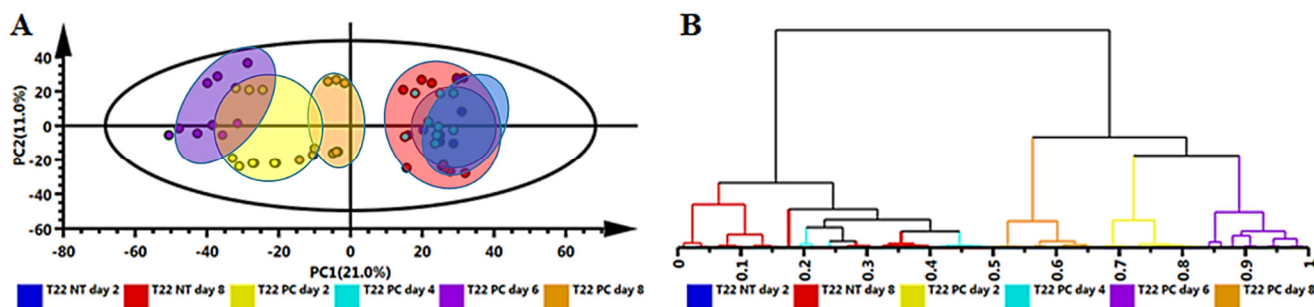 A
B
PC2(11.0%)
40
20
0
-20
-40
-60
-80 -60 -40 -20 0 20 40 60
PC1(21.0%)
T22 NT day 2 T22 NT day 8 T22 PC day 2 T22 PC day 4 T22 PC day 6 T22 PC day 8
0 0.1 0.2 0.3 0.4 0.5 0.6 0.7 0.8 0.9 1
T22 NT day 2 T22 NT day 8 T22 PC day 2 T22 PC day 4 T22 PC day 6 T22 PC day 8